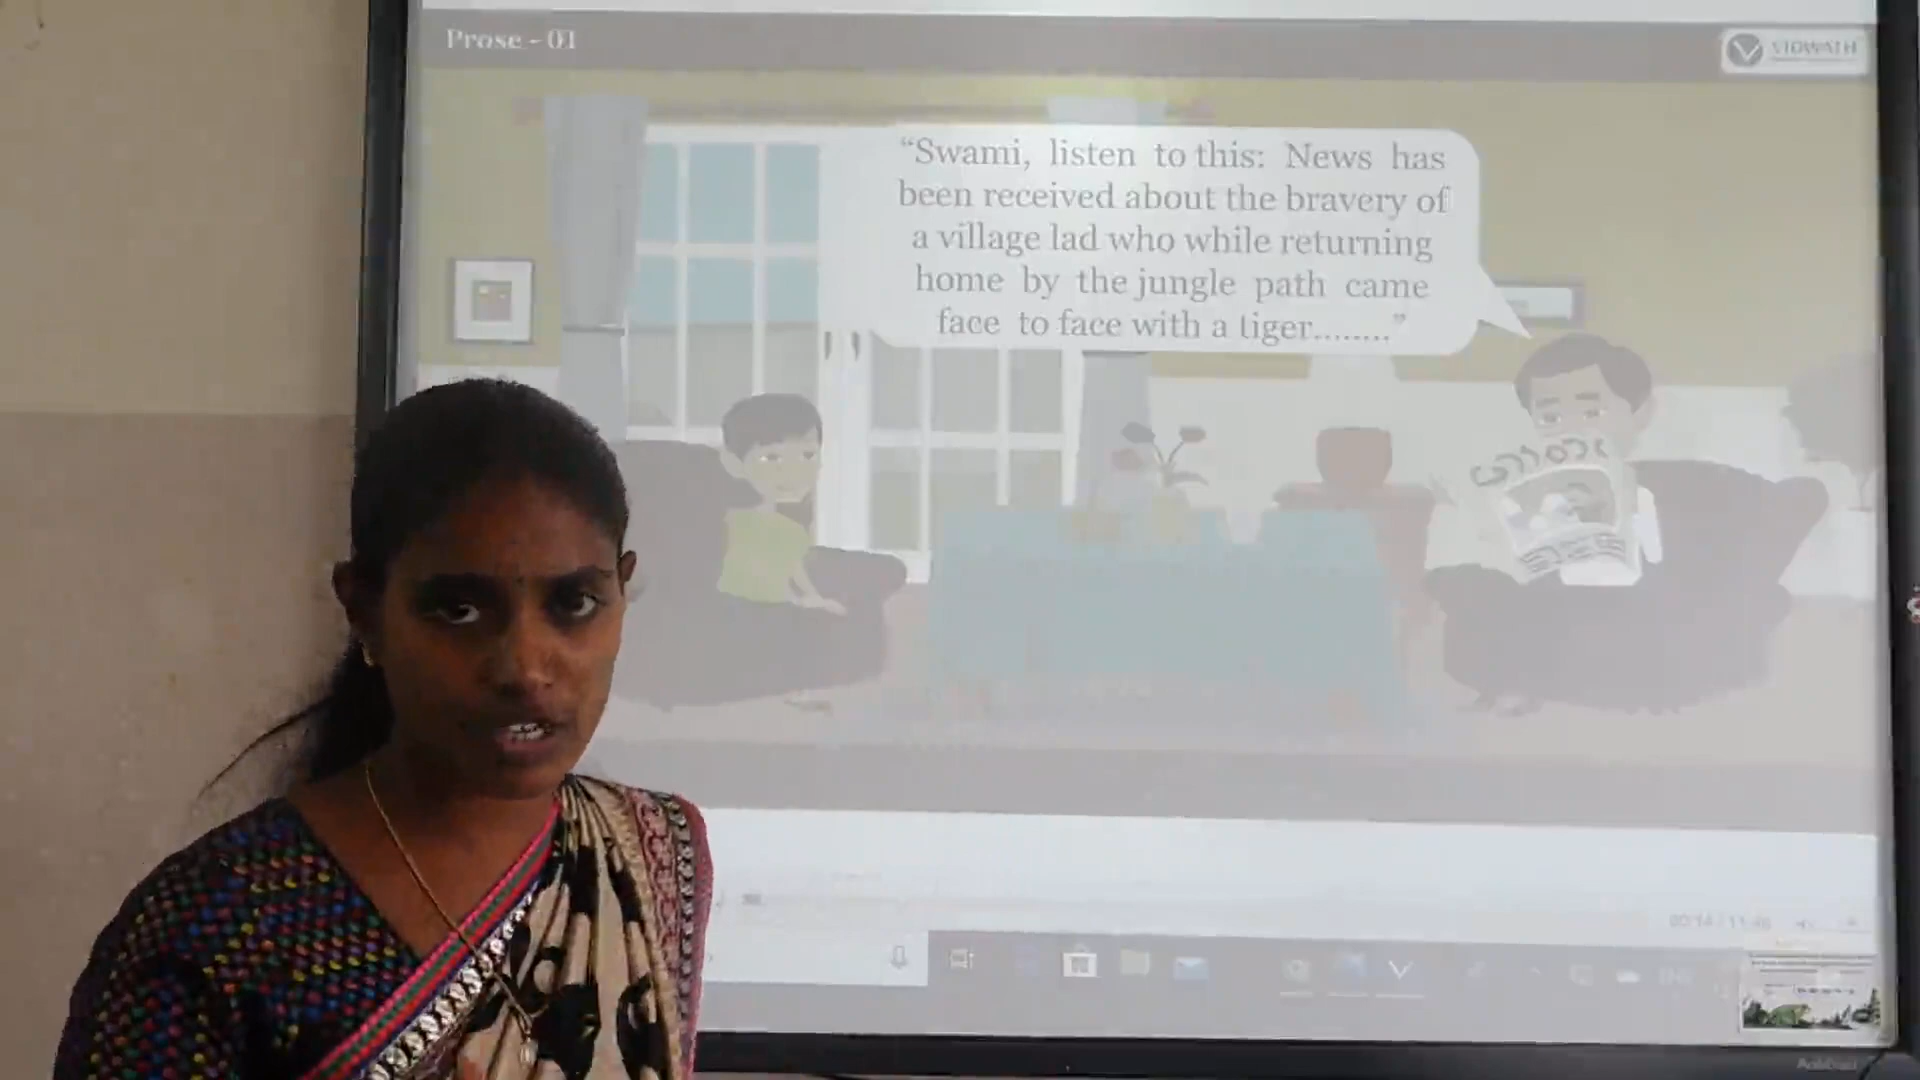 Prose - 01
VIDWATH
“Swami, listen to this: News has
been received about the bravery of
a village lad who while returning
home by the jungle path came
face to face with a tiger........”